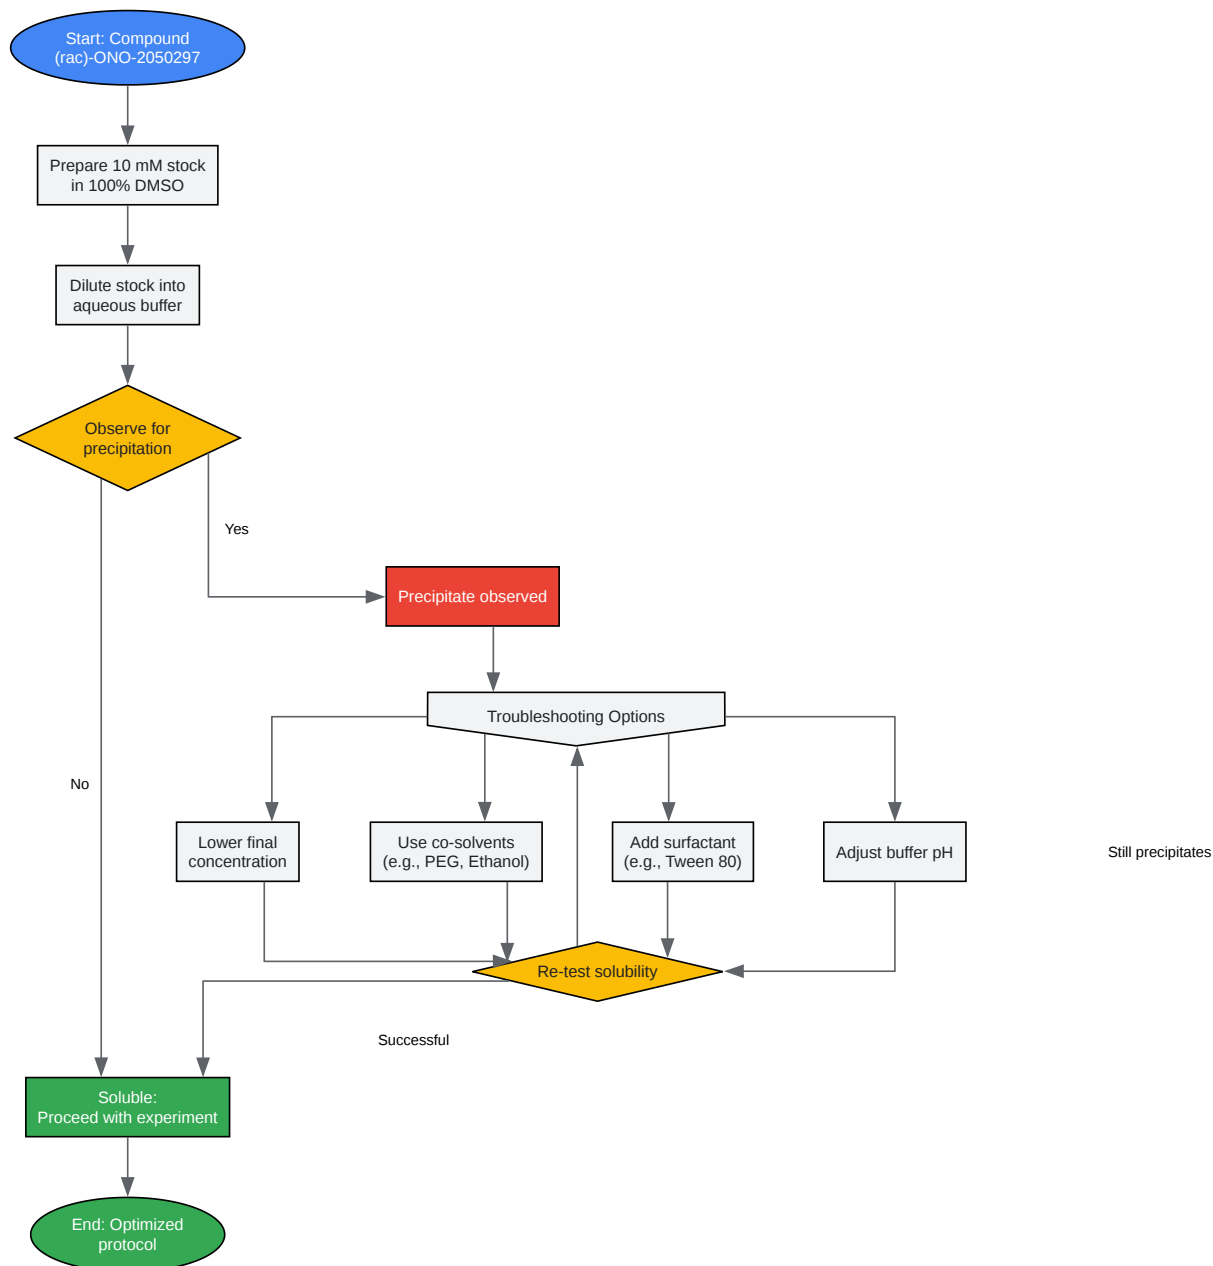 Start: Compound
(rac)-ONO-2050297
Prepare 10 mM stock
in 100% DMSO
Dilute stock into
aqueous buffer
Observe for
precipitation
Yes
Precipitate observed
Troubleshooting Options
No
Lower final
concentration
Use co-solvents
(e.g., PEG, Ethanol)
Add surfactant
(e.g., Tween 80)
Adjust buffer pH
Still precipitates
Re-test solubility
Successful
Soluble:
Proceed with experiment
End: Optimized
protocol